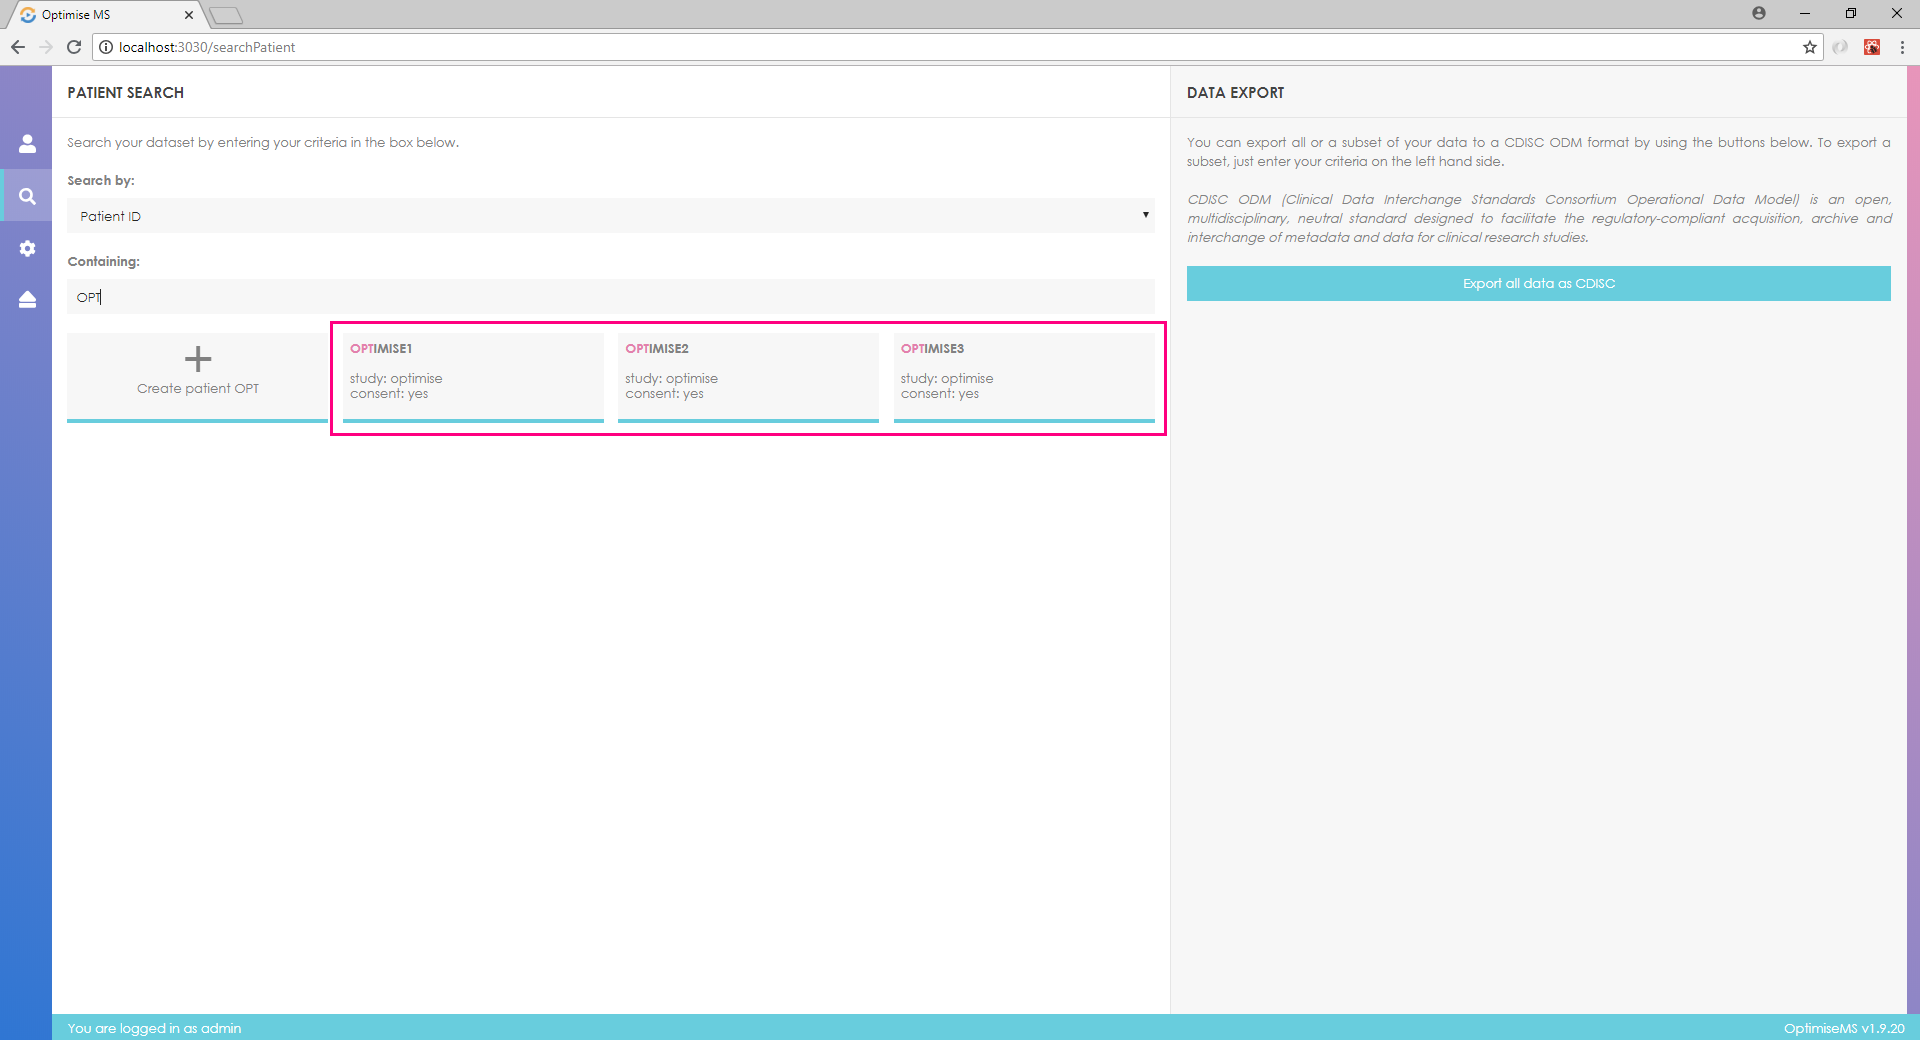 Optimise MS
localhost:3030/searchPatient
PATIENT SEARCH
Search your dataset by entering your criteria in the box below.
Search by:
Patient ID
Containing:
OPT
Create patient OPT
OPTIMISE1
study: optimise
consent: yes
OPTIMISE2
study: optimise
consent: yes
OPTIMISE3
study: optimise
consent: yes
DATA EXPORT
You can export all or a subset of your data to a CDISC ODM format by using the buttons below. To export a
subset, just enter your criteria on the left hand side.
CDISC ODM (Clinical Data Interchange Standards Consortium Operational Data Model) is an open,
multidisciplinary, neutral standard designed to facilitate the regulatory-compliant acquisition, archive and
interchange of metadata and data for clinical research studies.
Export all data as CDISC
You are logged in as admin
OptimiseMS v1.9.20